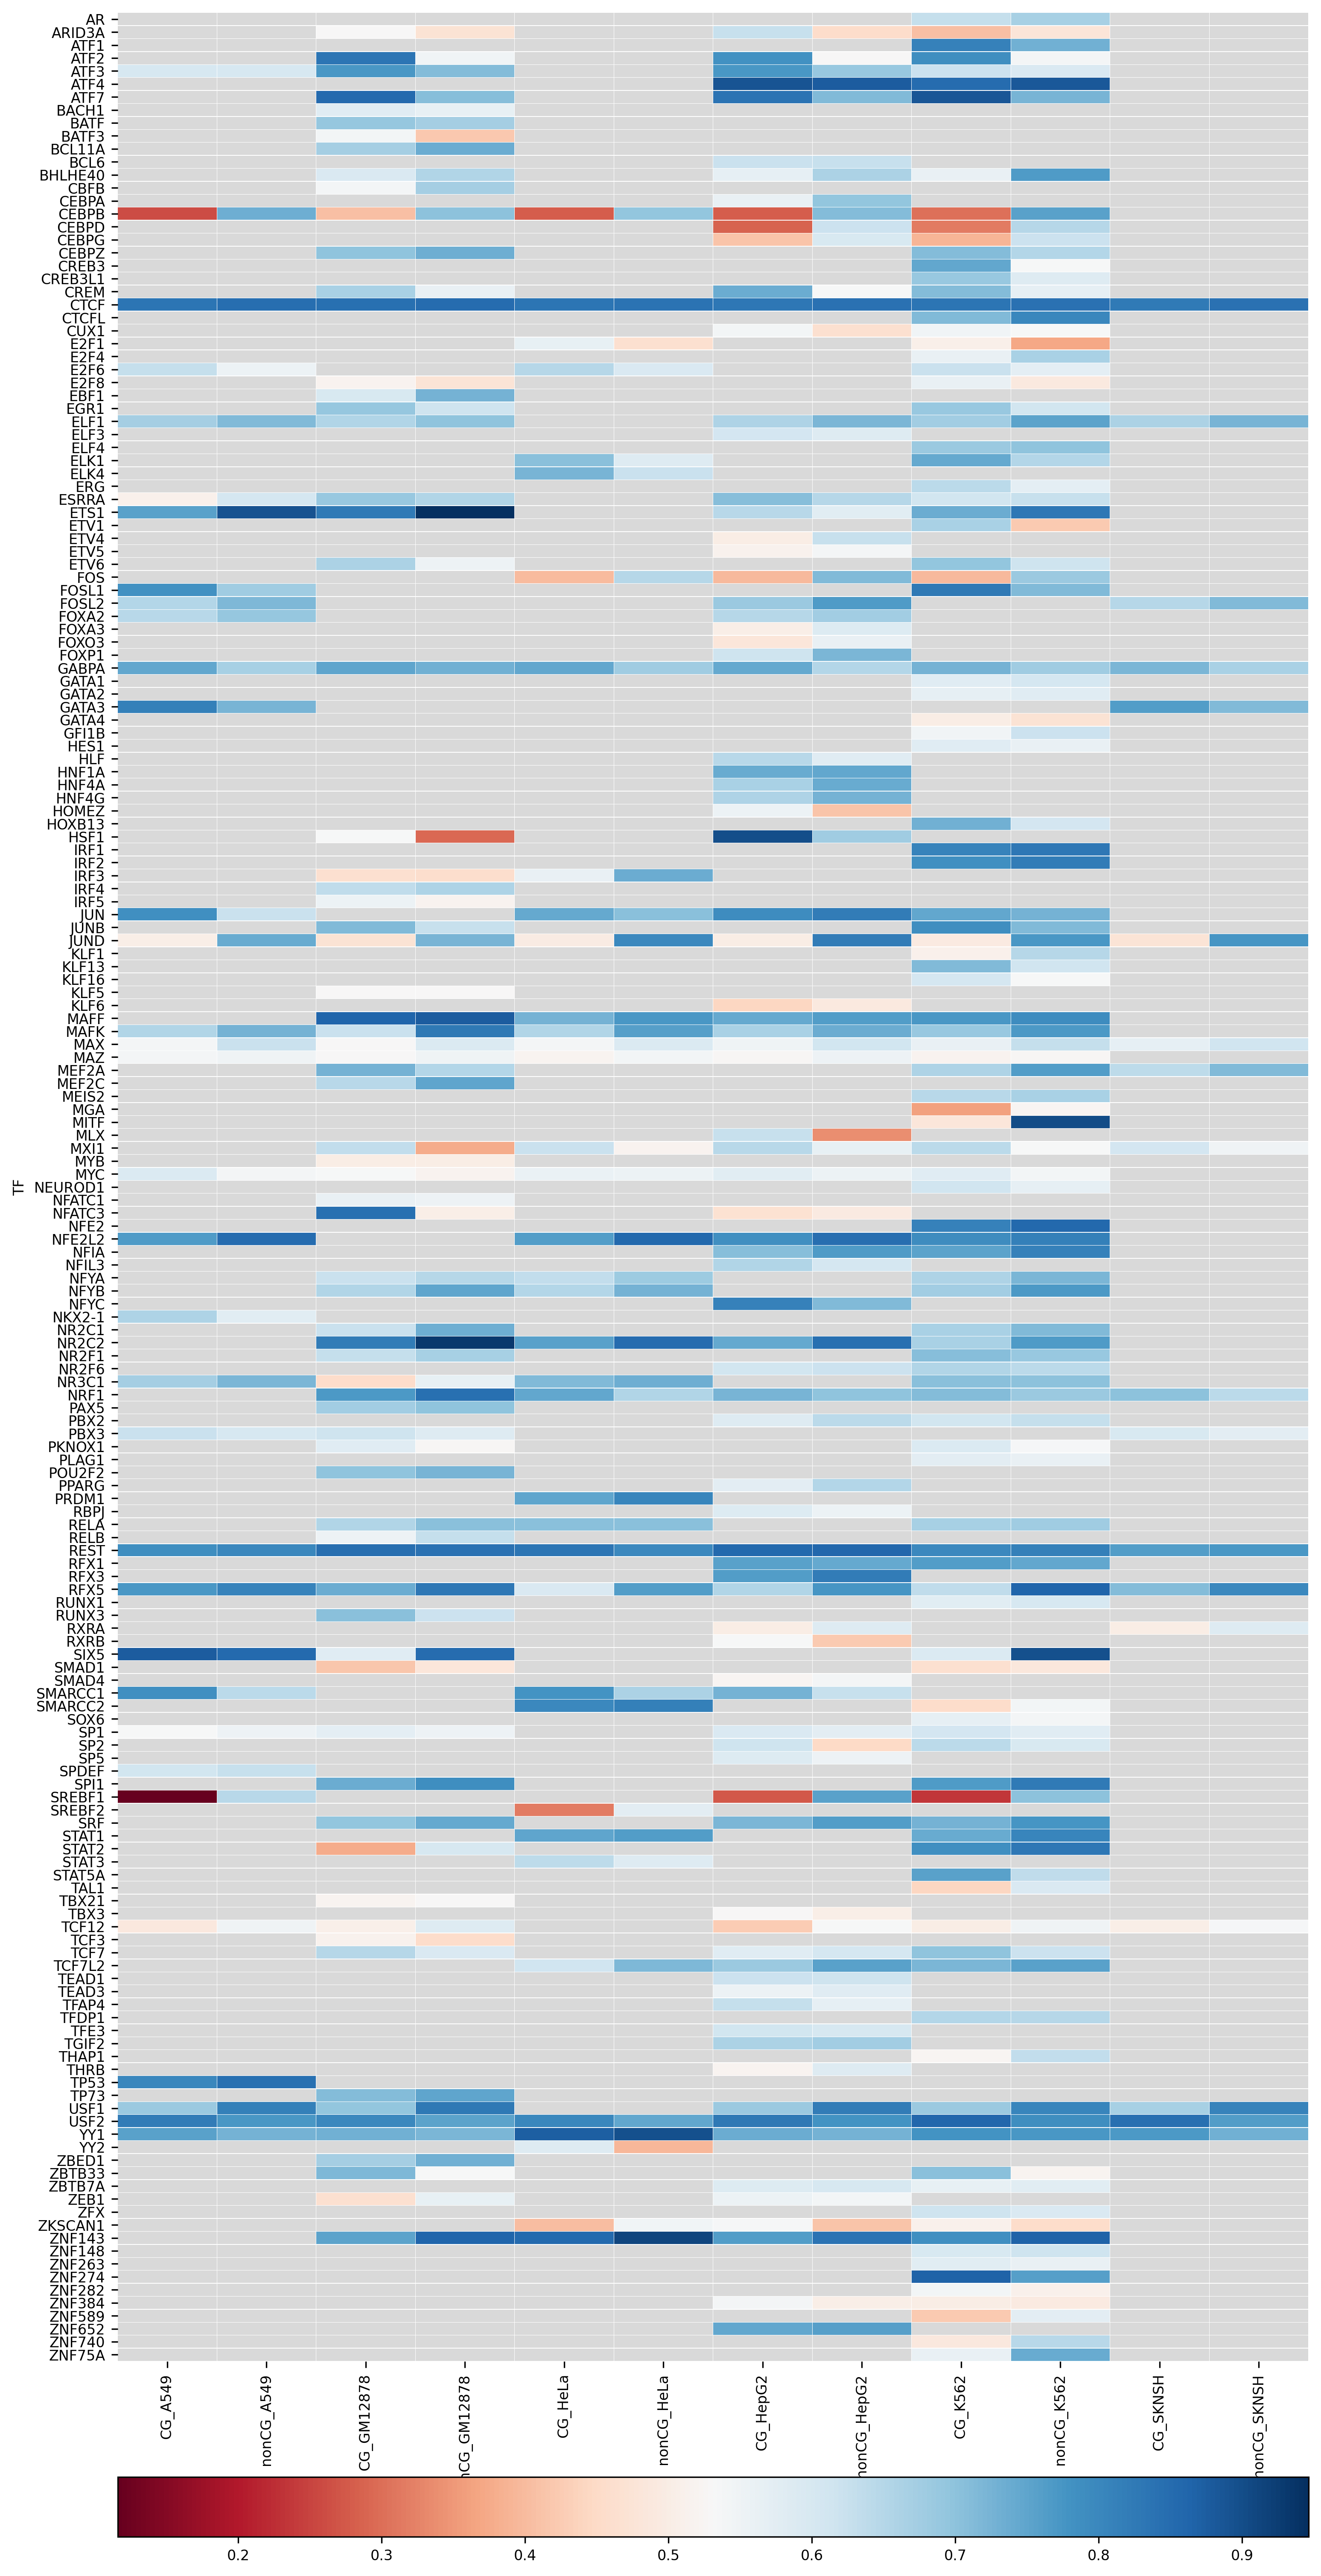 AR
ARID3A
ATF1
ATF2
ATF3
ATF4
ATF7
BACH1
BATF
BATF3
BCL11A
BCL6
BHLHE40
CBFB
CEBPA
CEBPB
CEBPD
CEBPG
CEBPZ
CREB3
CREB3L1
CREM
CTCF
CTCFL
CUX1
E2F1
E2F4
E2F6
E2F8
EBF1
EGR1
ELF1
ELF3
ELF4
ELK1
ELK4
ERG
ESRRA
ETS1
ETV1
ETV4
ETV5
ETV6
FOS
FOSL1
FOSL2
FOXA2
FOXA3
FOXO3
FOXP1
GABPA
GATA1
GATA2
GATA3
GATA4
GFI1B
HES1
HLF
HNF1A
HNF4A
HNF4G
HOMEZ
HOXB13
HSF1
IRF1
IRF2
IRF3
IRF4
IRF5
JUN
JUNB
JUND
KLF1
KLF13
KLF16
KLF5
KLF6
MAFF
MAFK
MAX
MAZ
MEF2A
MEF2C
MEIS2
MGA
MITF
MLX
MXI1
MYB
MYC
TF
NEUROD1
NFATC1
NFATC3
NFE2
NFE2L2
NFIA
NFIL3
NFYA
NFYB
NFYC
NKX2-1
NR2C1
NR2C2
NR2F1
NR2F6
NR3C1
NRF1
PAX5
PBX2
PBX3
PKNOX1
PLAG1
POU2F2
PPARG
PRDM1
RBPJ
RELA
RELB
REST
RFX1
RFX3
RFX5
RUNX1
RUNX3
RXRA
RXRB
SIX5
SMAD1
SMAD4
SMARCC1
SMARCC2
SOX6
SP1
SP2
SP5
SPDEF
SPI1
SREBF1
SREBF2
SRF
STAT1
STAT2
STAT3
STAT5A
TAL1
TBX21
TBX3
TCF12
TCF3
TCF7
TCF7L2
TEAD1
TEAD3
TFAP4
TFDP1
TFE3
TGIF2
THAP1
THRB
TP53
TP73
USF1
USF2
YY1
YY2
ZBED1
ZBTB33
ZBTB7A
ZEB1
ZFX
ZKSCAN1
ZNF143
ZNF148
ZNF263
ZNF274
ZNF282
ZNF384
ZNF589
ZNF652
ZNF740
ZNF75A
CG_A549
nonCG_A549
CG_GM12878
nCG_GM12878
CG_HeLa
nonCG_HeLa
CG_HepG2
nonCG_HepG2
CG_K562
nonCG_K562
CG_SKNSH
nonCG_SKNSH
0.2 0.3 0.4 0.5 0.6 0.7 0.8 0.9